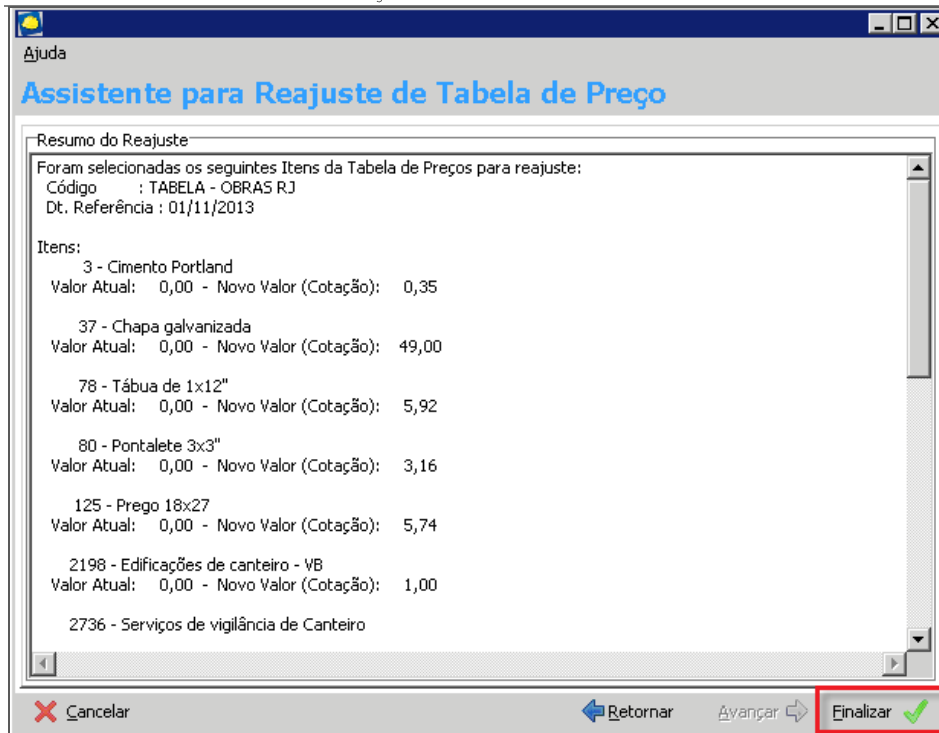 Ajuda
Assistente para Reajuste de Tabela de Preço
Resumo do Reajuste
Foram selecionadas os seguintes Itens da Tabela de Preços para reajuste:
Código : TABELA - OBRAS RJ
Dt. Referência : 01/11/2013
Itens:
3 - Cimento Portland
Valor Atual: 0,00 - Novo Valor (Cotação): 0,35
37 - Chapa galvanizada
Valor Atual: 0,00 - Novo Valor (Cotação): 49,00
78 - Tábua de 1x12"
Valor Atual: 0,00 - Novo Valor (Cotação): 5,92
80 - Pontalete 3x3"
Valor Atual: 0,00 - Novo Valor (Cotação): 3,16
125 - Prego 18x27
Valor Atual: 0,00 - Novo Valor (Cotação): 5,74
2198 - Edificações de canteiro - VB
Valor Atual: 0,00 - Novo Valor (Cotação): 1,00
2736 - Serviços de vigilância de Canteiro
Cancelar Retornar Avançar Finalizar